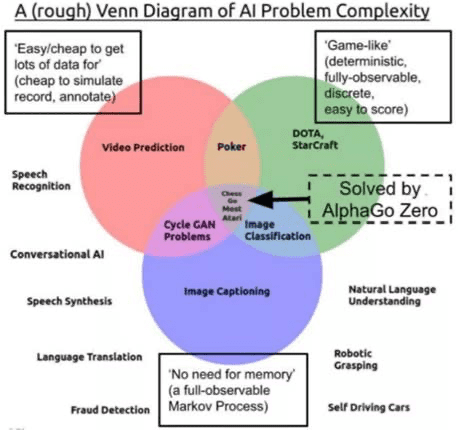 A (rough) Venn Diagram of AI Problem Complexity
'Easy/cheap to get
lots of data for'
(cheap to simulate
record, annotate)
'Game-like'
(deterministic,
fully-observable,
discrete,
easy to score)
Video Prediction
Poker
DOTA,
StarCraft
Speech
Recognition
Chess
Go
Most
Atari
Solved by
AlphaGo Zero
Cycle GAN
Problems
Image
Classification
Conversational AI
Speech Synthesis
Image Captioning
Natural Language
Understanding
Language Translation
'No need for memory'
(a full-observable
Markov Process)
Robotic
Grasping
Fraud Detection
Self Driving Cars